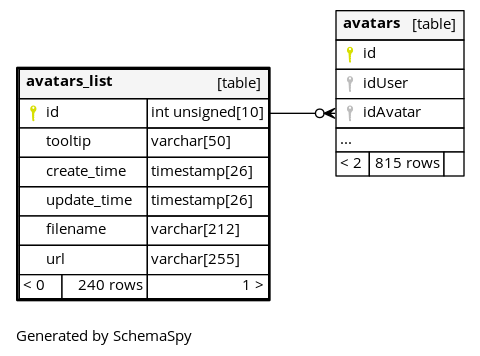 avatars_list [table]
id int unsigned[10]
tooltip varchar[50]
create_time timestamp[26]
update_time timestamp[26]
filename varchar[212]
url varchar[255]
< 0 240 rows 1 >
avatars [table]
id
idUser
idAvatar
...
< 2 815 rows
Generated by SchemaSpy